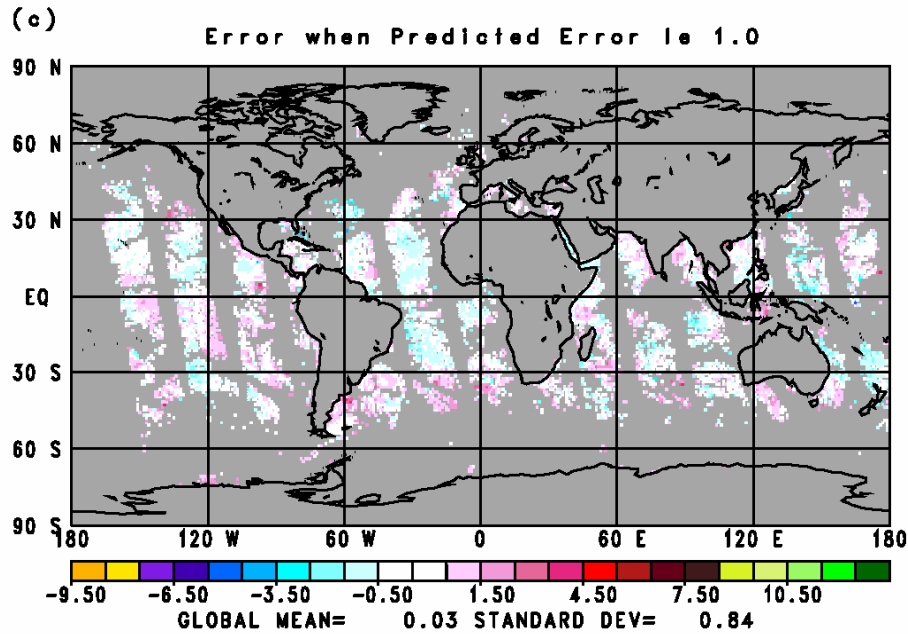 (c)
Error when Predicted Error Is 1.0
90 N
60 N
30 N
EQ
30 S
60 S
90 S
180 120 W 60 W 0 60 E 120 E 180
-9.50 -6.50 -3.50 -0.50 1.50 4.50 7.50 10.50
GLOBAL MEAN= 0.03 STANDARD DEV= 0.84